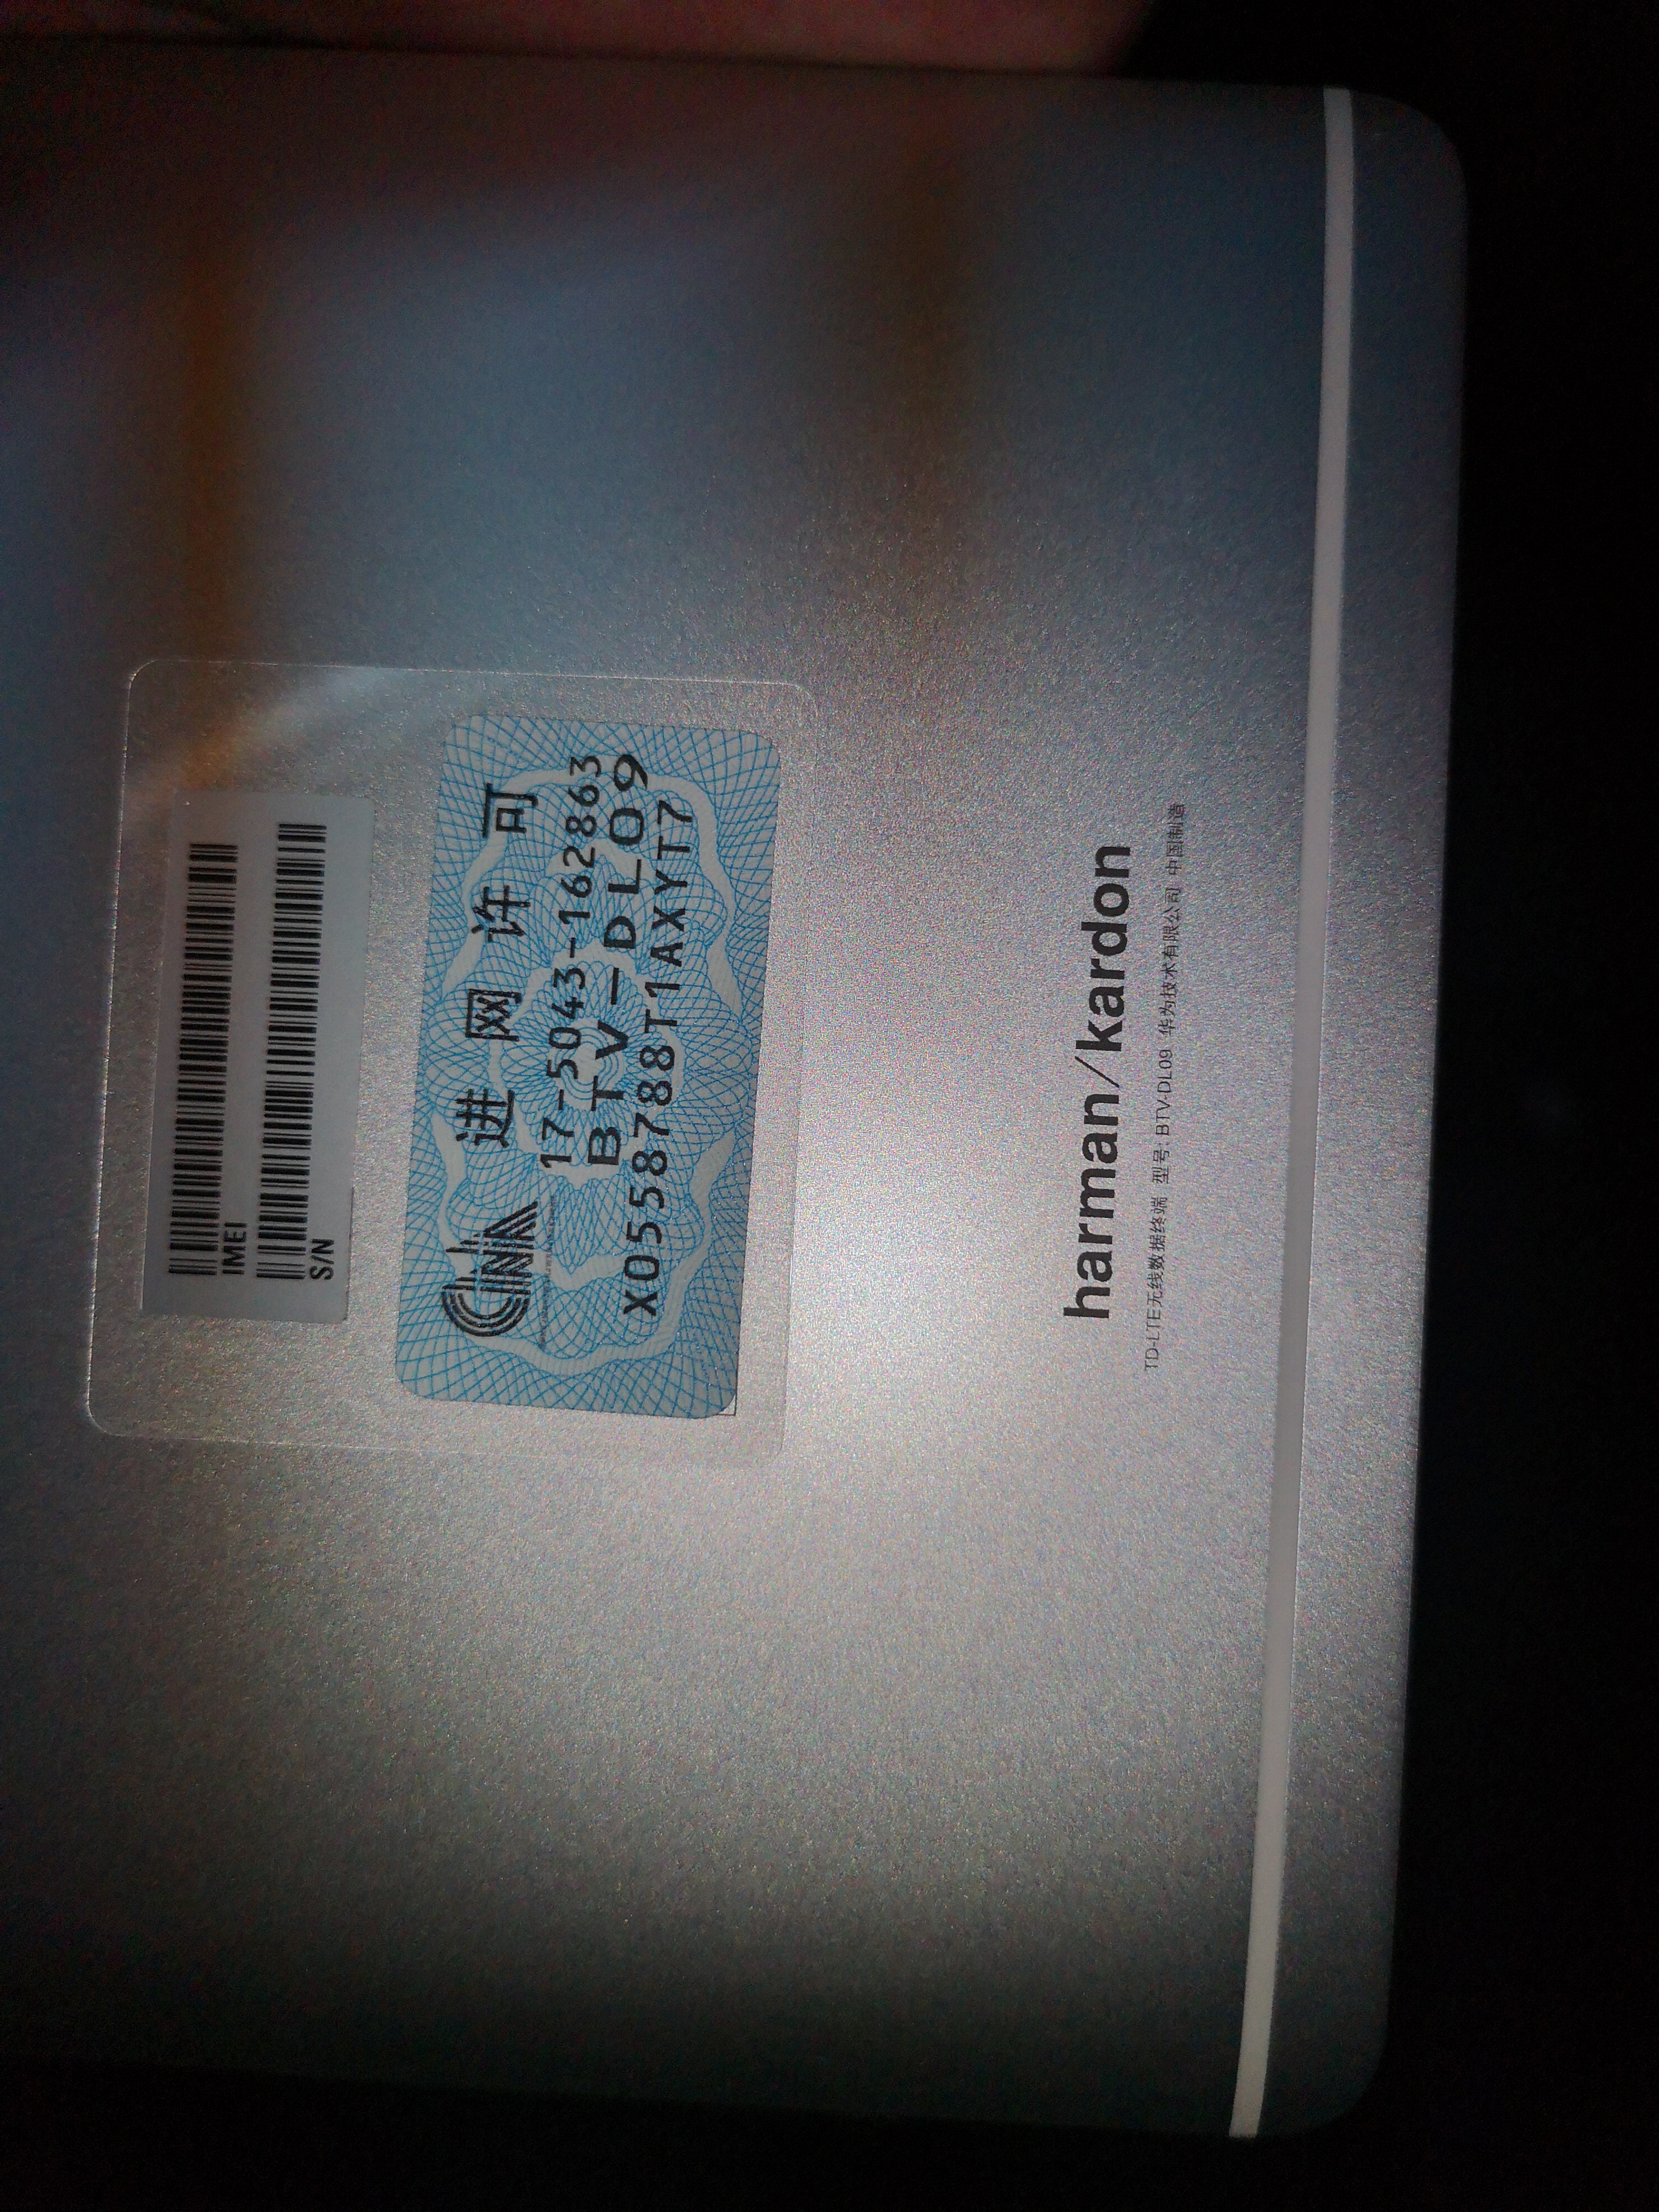 IMEI
S/N
进网许可
17-5043-162863
BTV-DL09
X0558788T1AXYT7
harman/kardon
TD-LTE无线数据终端 型号: BTV-DL09 华为技术有限公司 中国制造